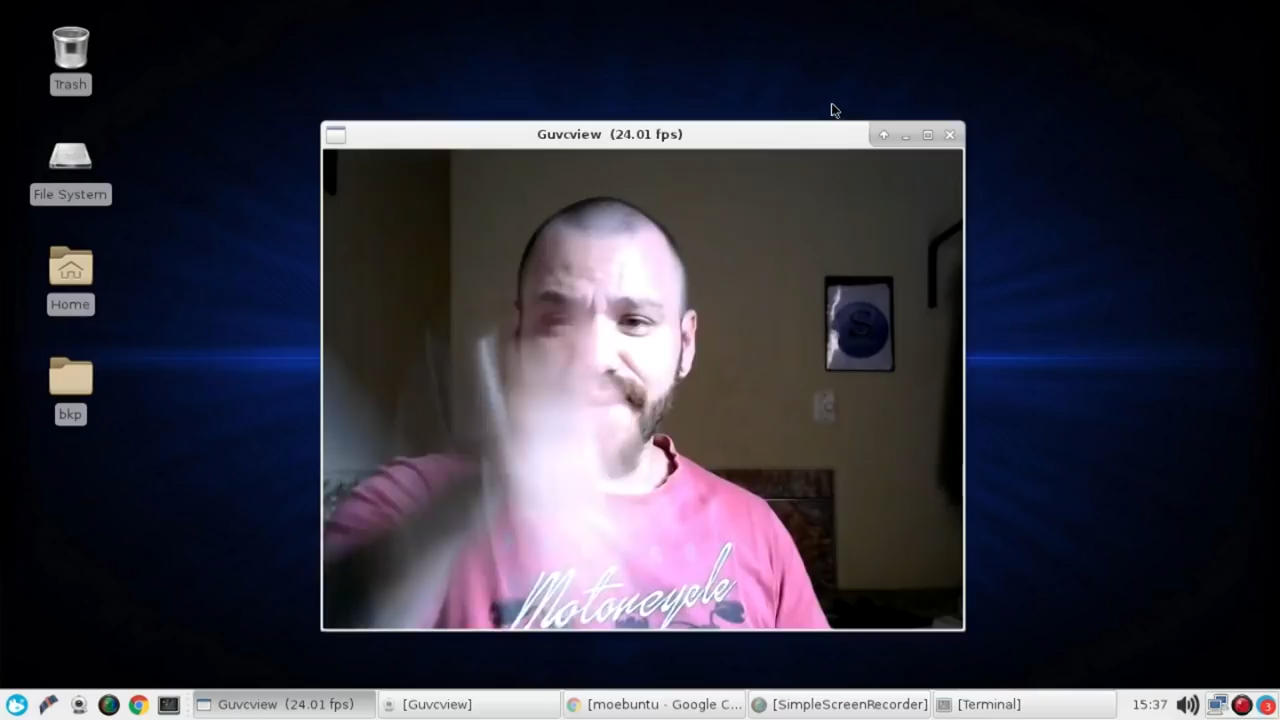 Trash
File System
Home
bkp
Guvcview (24.01 fps)
S
Motorcycle
Guvcview (24.01 fps)
[Guvcview]
[moebuntu - Google C...
[SimpleScreenRecorder]
[Terminal]
15:37
3